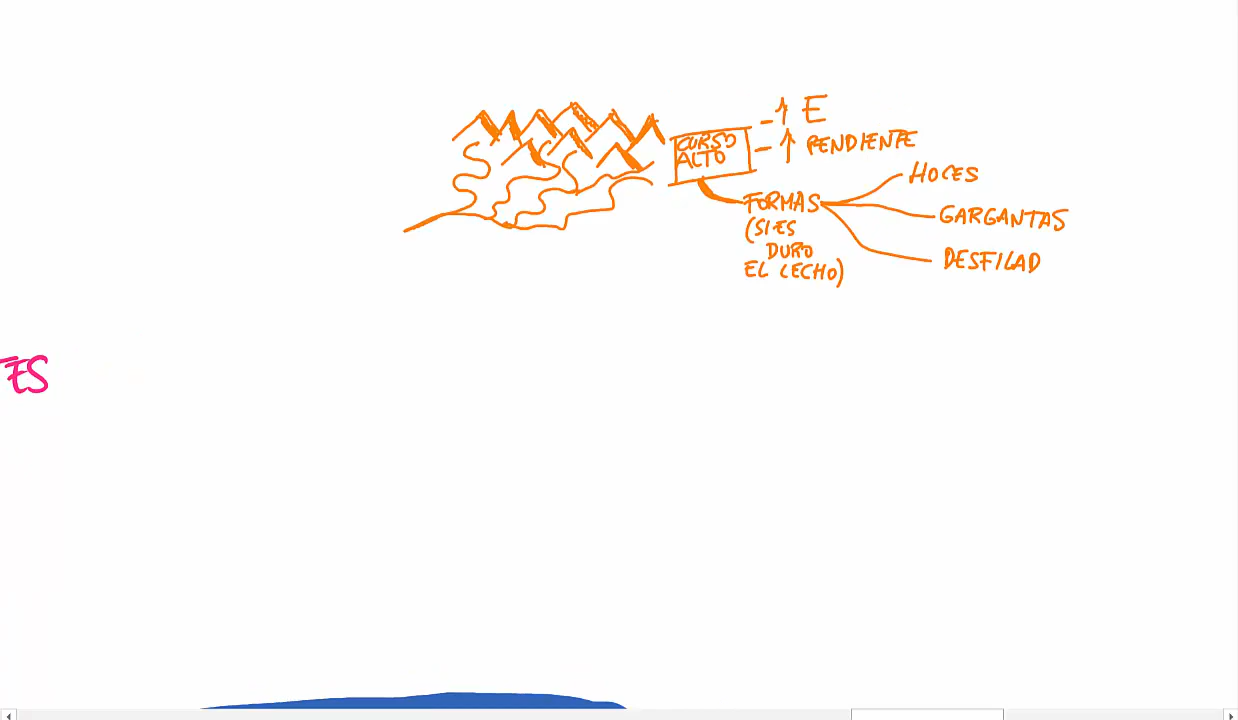 - ↑ E
CURSO
ALTO
- ↑ PENDIENTE
HOCES
FORMAS
GARGANTAS
(SI ES
DURO
EL LECHO)
DESFILAD
ES